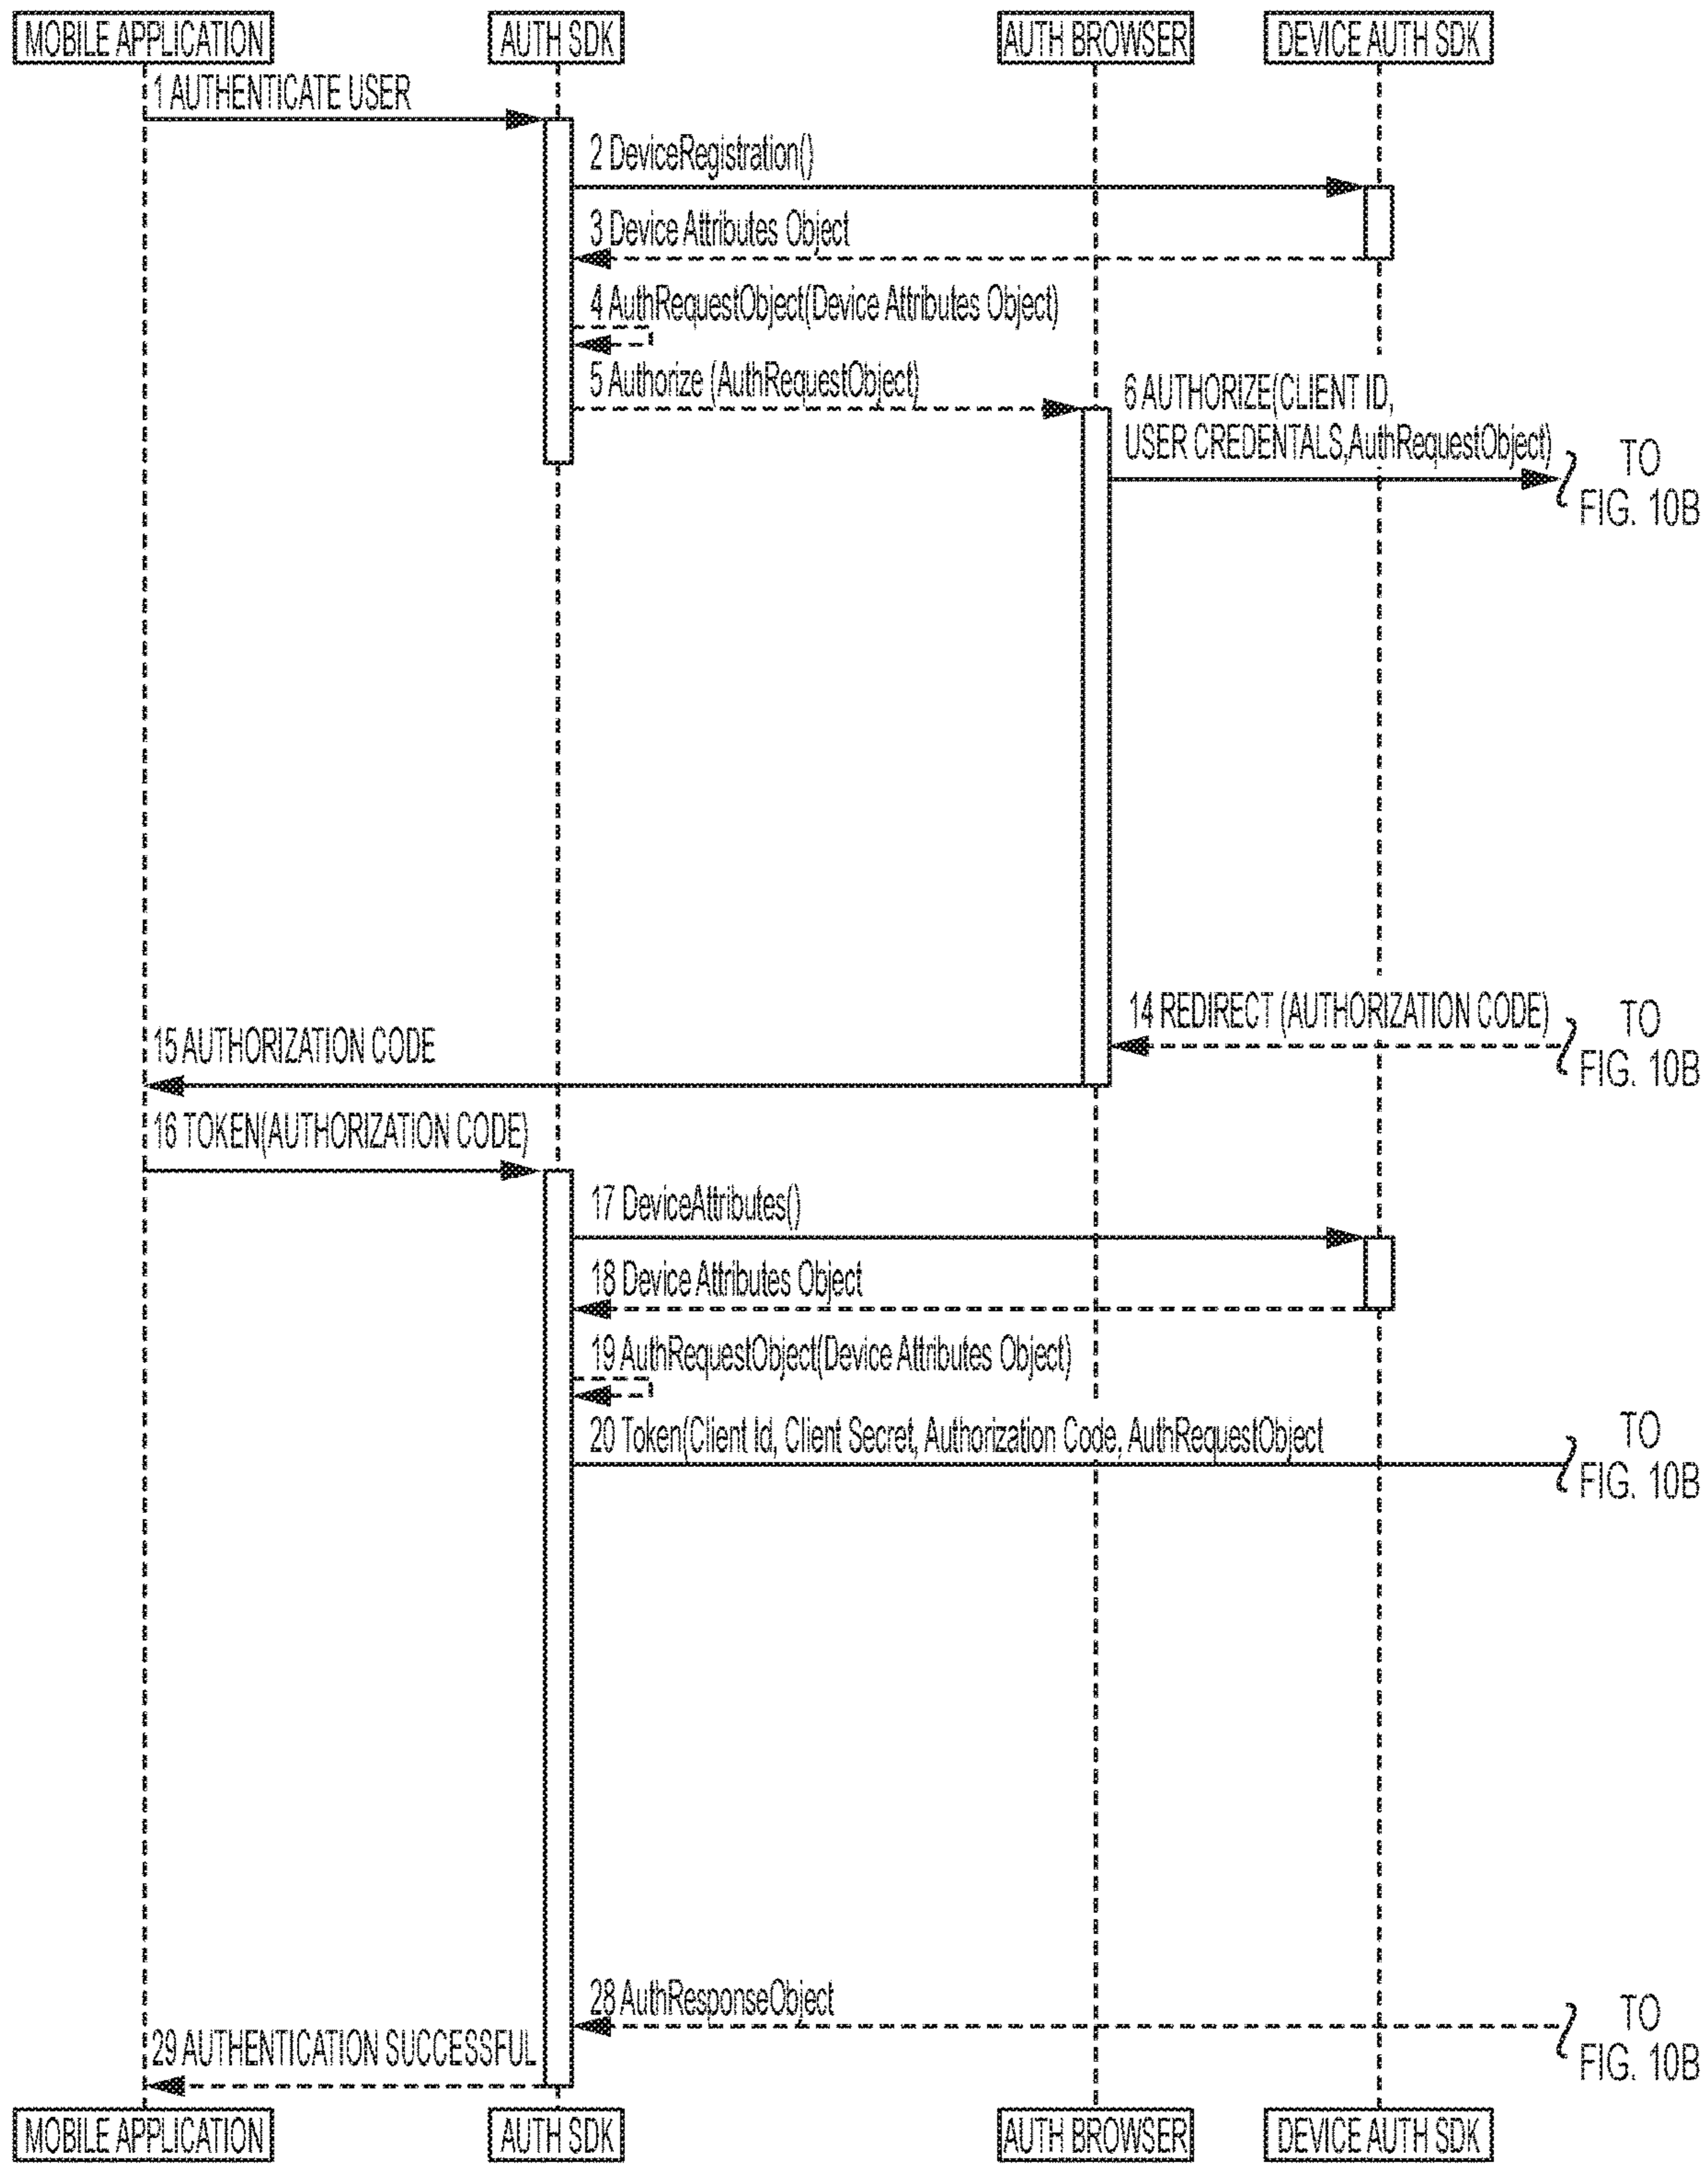 MOBILE APPLICATION
AUTH SDK
AUTH BROWSER
DEVICE AUTH SDK
1 AUTHENTICATE USER
2 DeviceRegistration()
3 Device Attributes Object
4 AuthRequestObject(Device Attributes Object)
5 Authorize (AuthRequestObject)
6 AUTHORIZE(CLIENT ID,
USER CREDENTALS,AuthRequestObject)
TO
FIG. 10B
14 REDIRECT (AUTHORIZATION CODE)
TO
FIG. 10B
15 AUTHORIZATION CODE
16 TOKEN(AUTHORIZATION CODE)
17 DeviceAttributes()
18 Device Attributes Object
19 AuthRequestObject(Device Attributes Object)
20 Token(Client Id, Client Secret, Authorization Code, AuthRequestObject
TO
FIG. 10B
28 AuthResponseObject
TO
FIG. 10B
29 AUTHENTICATION SUCCESSFUL
MOBILE APPLICATION
AUTH SDK
AUTH BROWSER
DEVICE AUTH SDK